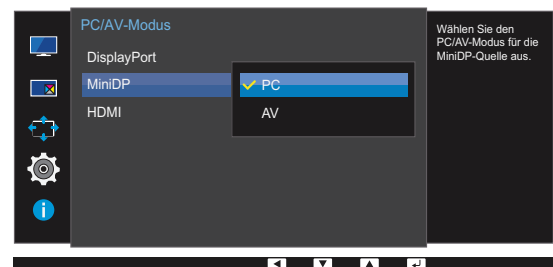 PC/AV-Modus
DisplayPort
MiniDP
HDMI
PC
AV
Wählen Sie den
PC/AV-Modus für die
MiniDP-Quelle aus.